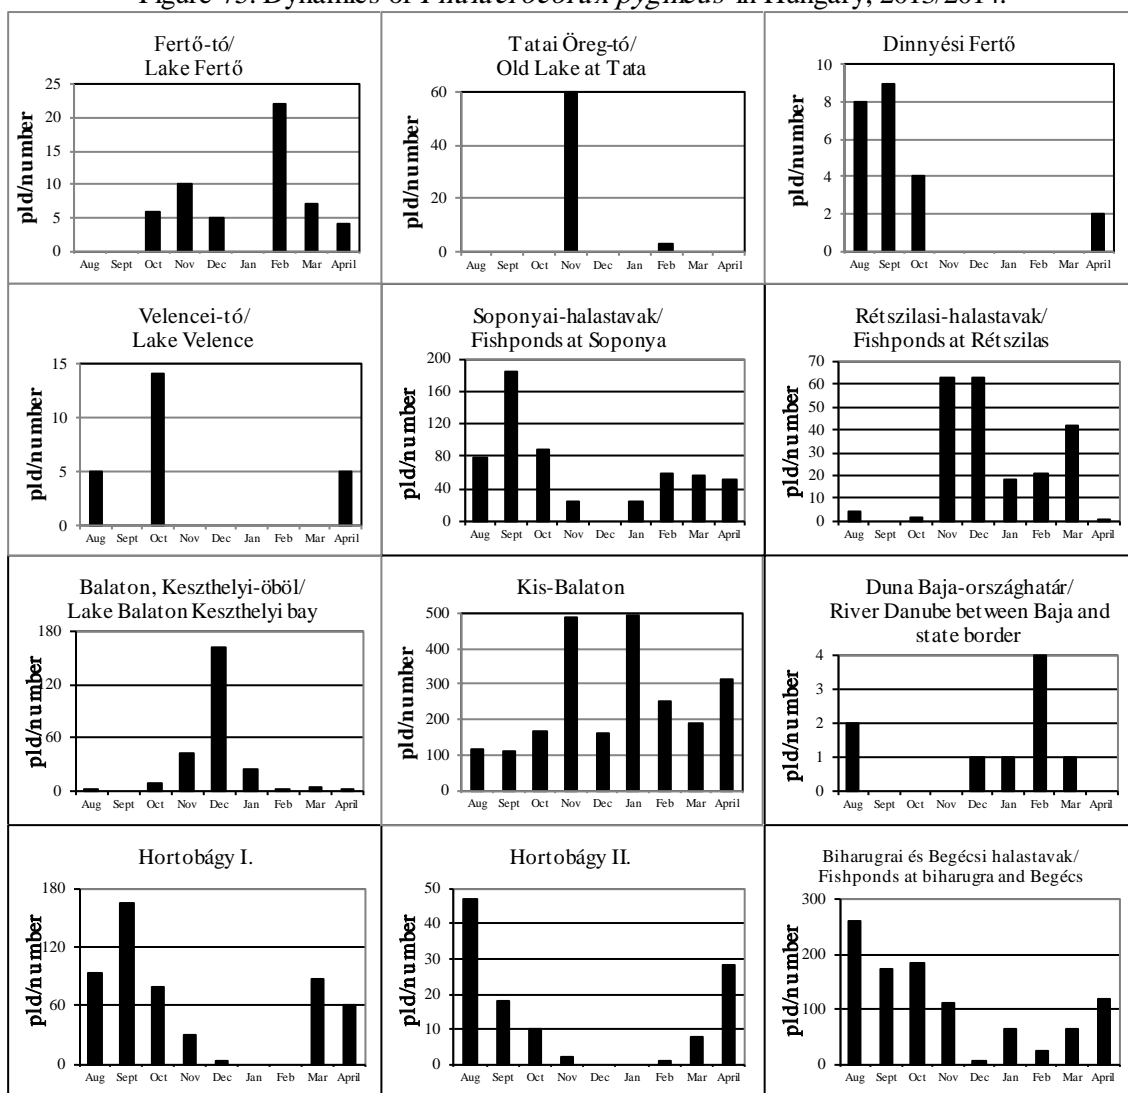 Fertő-tó/
Lake Fertő
pld/number
25
20
15
10
5
0
Aug Sept Oct Nov Dec Jan Feb Mar April
Tatai Öreg-tó/
Old Lake at Tata
pld/number
60
40
20
0
Aug Sept Oct Nov Dec Jan Feb Mar April
Dinnyési Fertő
pld/number
10
8
6
4
2
0
Aug Sept Oct Nov Dec Jan Feb Mar April
Velencei-tó/
Lake Velence
pld/number
15
10
5
0
Aug Sept Oct Nov Dec Jan Feb Mar April
Soponyai-halastavak/
Fishponds at Soponya
pld/number
200
160
120
80
40
0
Aug Sept Oct Nov Dec Jan Feb Mar April
Rétszilasi-halastavak/
Fishponds at Rétszilas
pld/number
70
60
50
40
30
20
10
0
Aug Sept Oct Nov Dec Jan Feb Mar April
Balaton, Keszthelyi-öböl/
Lake Balaton Keszthelyi bay
pld/number
180
120
60
0
Aug Sept Oct Nov Dec Jan Feb Mar April
Kis-Balaton
pld/number
500
400
300
200
100
0
Aug Sept Oct Nov Dec Jan Feb Mar April
Duna Baja-országhatár/
River Danube between Baja and
state border
pld/number
4
3
2
1
0
Aug Sept Oct Nov Dec Jan Feb Mar April
Hortobágy I.
pld/number
180
120
60
0
Aug Sept Oct Nov Dec Jan Feb Mar April
Hortobágy II.
pld/number
50
40
30
20
10
0
Aug Sept Oct Nov Dec Jan Feb Mar April
Biharugrai és Begécsi halastavak/
Fishponds at biharugra and Begécs
pld/number
300
200
100
0
Aug Sept Oct Nov Dec Jan Feb Mar April